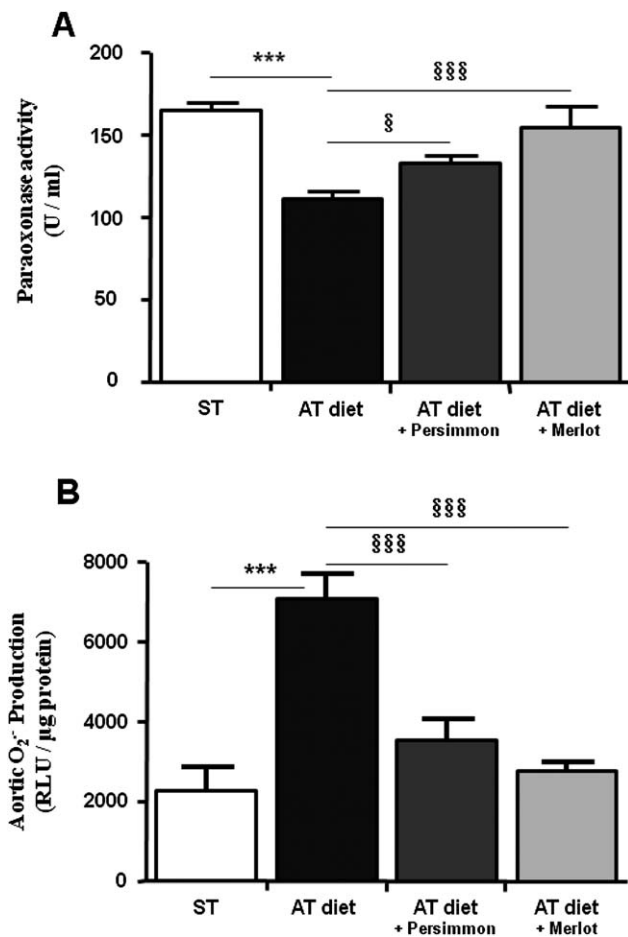 A
200
150
100
50
0
Paraoxonase activity
(U / ml)
***
§§§
§
ST
AT diet
AT diet
+ Persimmon
AT diet
+ Merlot
B
8000
6000
4000
2000
0
Aortic O₂·⁻ Production
(RLU / µg protein)
***
§§§
§§§
ST
AT diet
AT diet
+ Persimmon
AT diet
+ Merlot